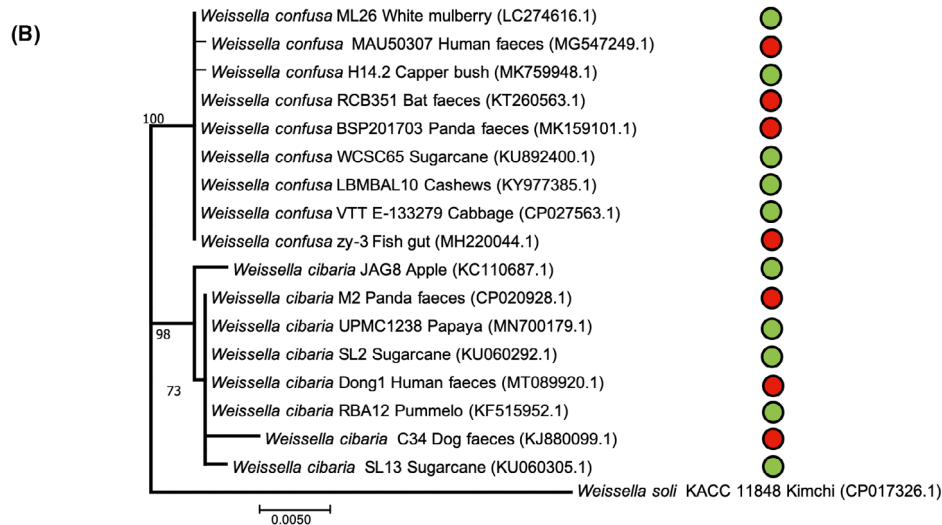 (B)
Weissella confusa ML26 White mulberry (LC274616.1)
Weissella confusa MAU50307 Human faeces (MG547249.1)
Weissella confusa H14.2 Capper bush (MK759948.1)
Weissella confusa RCB351 Bat faeces (KT260563.1)
100
Weissella confusa BSP201703 Panda faeces (MK159101.1)
Weissella confusa WCSC65 Sugarcane (KU892400.1)
Weissella confusa LBMBAL10 Cashews (KY977385.1)
Weissella confusa VTT E-133279 Cabbage (CP027563.1)
Weissella confusa zy-3 Fish gut (MH220044.1)
Weissella cibaria JAG8 Apple (KC110687.1)
Weissella cibaria M2 Panda faeces (CP020928.1)
Weissella cibaria UPMC1238 Papaya (MN700179.1)
98
Weissella cibaria SL2 Sugarcane (KU060292.1)
Weissella cibaria Dong1 Human faeces (MT089920.1)
73
Weissella cibaria RBA12 Pummelo (KF515952.1)
Weissella cibaria C34 Dog faeces (KJ880099.1)
Weissella cibaria SL13 Sugarcane (KU060305.1)
Weissella soli KACC 11848 Kimchi (CP017326.1)
0.0050